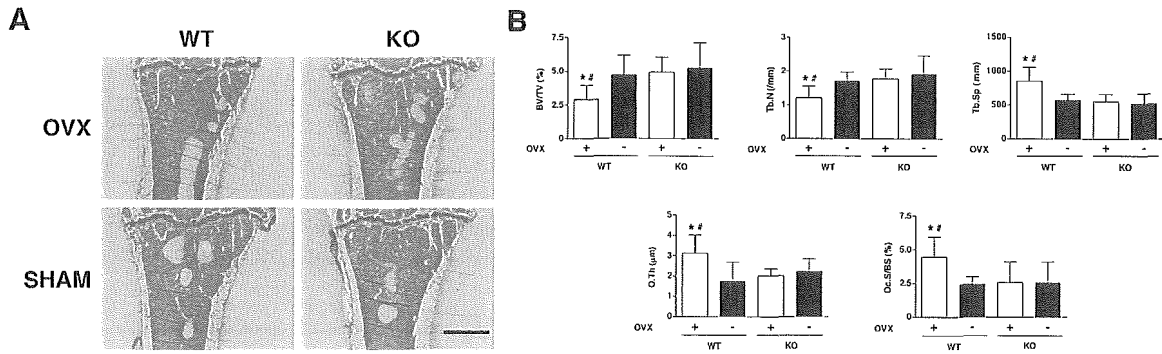 A
WT KO
OVX
SHAM
B
BV/TV (%)
7.5
5.0
2.5
0
* #
OVX + - + -
WT KO
Tb.N (/mm)
3
2
1
0
* #
OVX + - + -
WT KO
Tb.Sp (mm)
1500
1000
500
0
* #
OVX + - + -
WT KO
O.Th (μm)
5
4
3
2
1
0
* #
OVX + - + -
WT KO
Oc.S/BS (%)
7.5
5.0
2.5
0
* #
OVX + - + -
WT KO